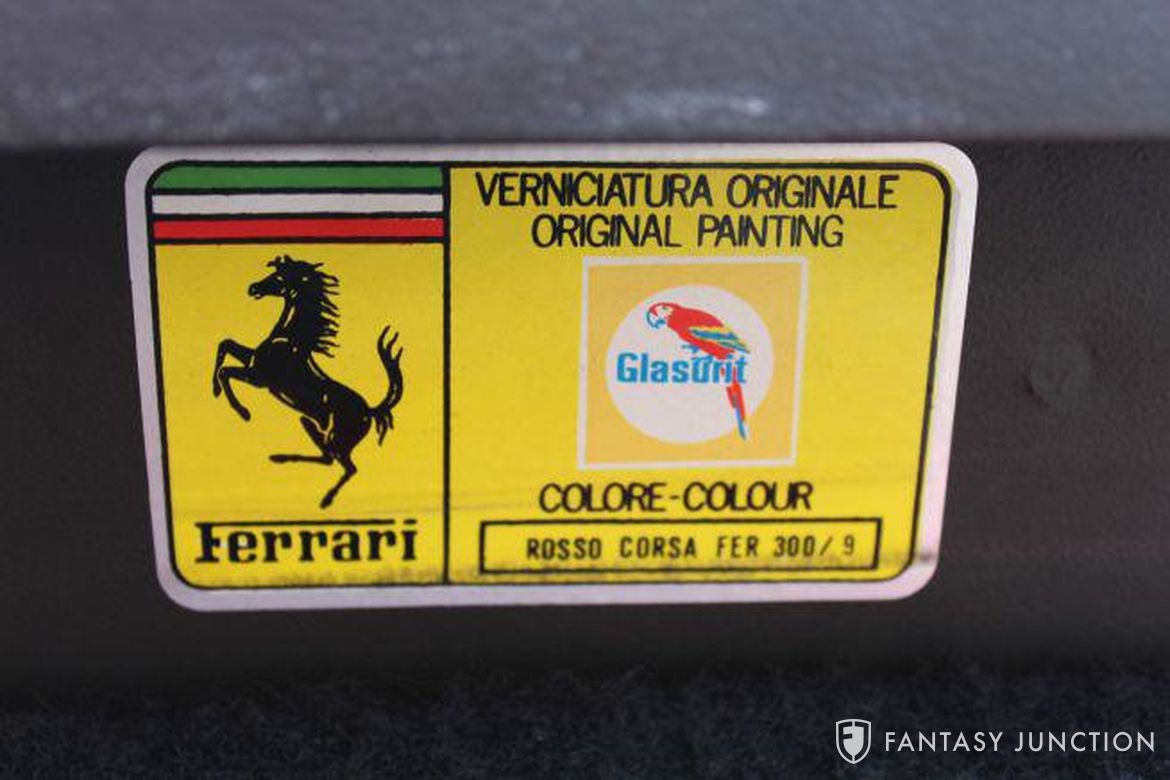 VERNICIATURA ORIGINALE
ORIGINAL PAINTING
Glasurit
COLORE-COLOUR
ROSSO CORSA FER 300/9
Ferrari
FANTASY JUNCTION